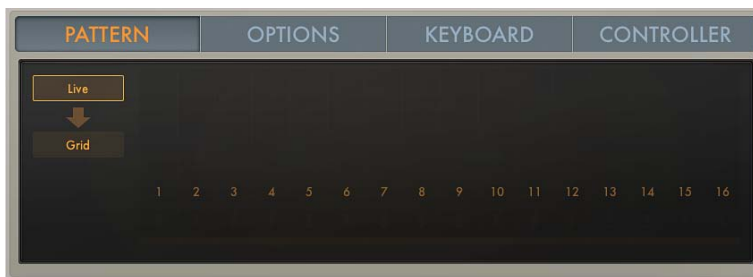 PATTERN OPTIONS KEYBOARD CONTROLLER
Live
Grid
1 2 3 4 5 6 7 8 9 10 11 12 13 14 15 16